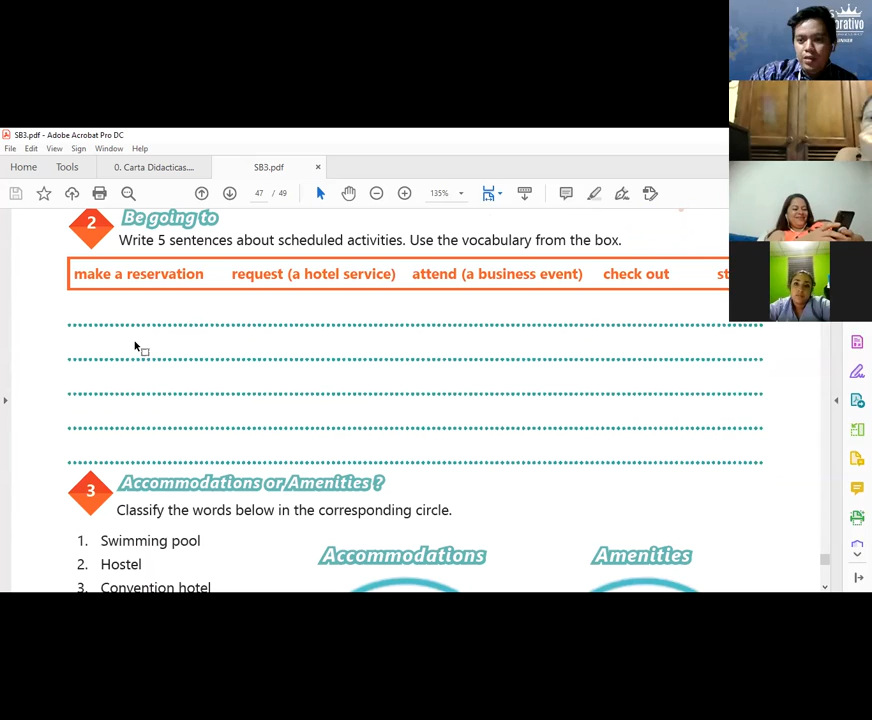 SB3.pdf - Adobe Acrobat Pro DC
File Edit View Sign Window Help
Home Tools 0. Carta Didacticas.... SB3.pdf ×
47 / 49 135%
2 Be going to
Write 5 sentences about scheduled activities. Use the vocabulary from the box.
make a reservation request (a hotel service) attend (a business event) check out st
3 Accommodations or Amenities ?
Classify the words below in the corresponding circle.
1. Swimming pool
2. Hostel
Accommodations Amenities
3. Convention hotel